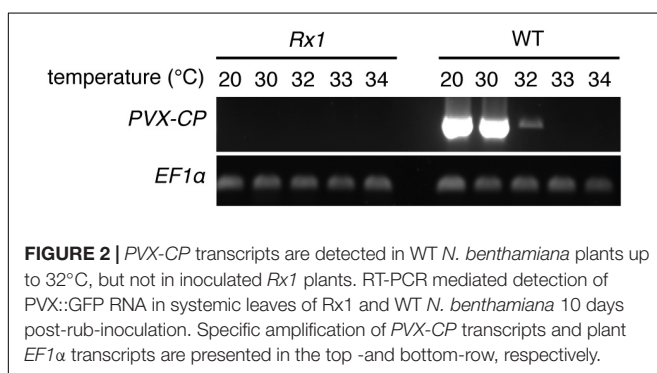 Rx1 WT
temperature (°C) 20 30 32 33 34 20 30 32 33 34
PVX-CP
EF1α
FIGURE 2 | PVX-CP transcripts are detected in WT N. benthamiana plants up
to 32°C, but not in inoculated Rx1 plants. RT-PCR mediated detection of
PVX::GFP RNA in systemic leaves of Rx1 and WT N. benthamiana 10 days
post-rub-inoculation. Specific amplification of PVX-CP transcripts and plant
EF1α transcripts are presented in the top -and bottom-row, respectively.